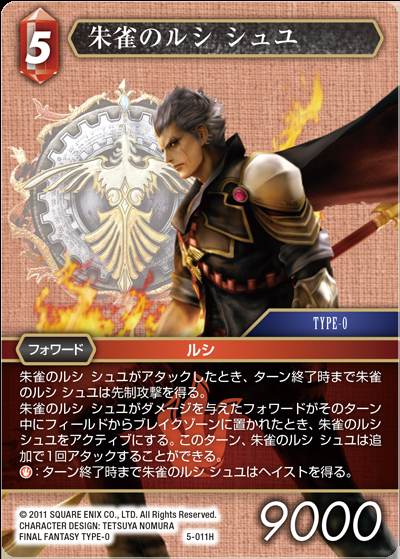 5
朱雀のルシ シュユ
TYPE-0
フォワード
ルシ
朱雀のルシ シュユがアタックしたとき、ターン終了時まで朱雀
のルシ シュユは先制攻撃を得る。
朱雀のルシ シュユがダメージを与えたフォワードがそのターン
中にフィールドからブレイクゾーンに置かれたとき、朱雀のルシ
シュユをアクティブにする。このターン、朱雀のルシ シュユは追加
で1回アタックすることができる。
:ターン終了時まで朱雀のルシ シュユはヘイストを得る。
© 2011 SQUARE ENIX CO., LTD. All Rights Reserved.
CHARACTER DESIGN: TETSUYA NOMURA
FINAL FANTASY TYPE-0
5-011H
9000